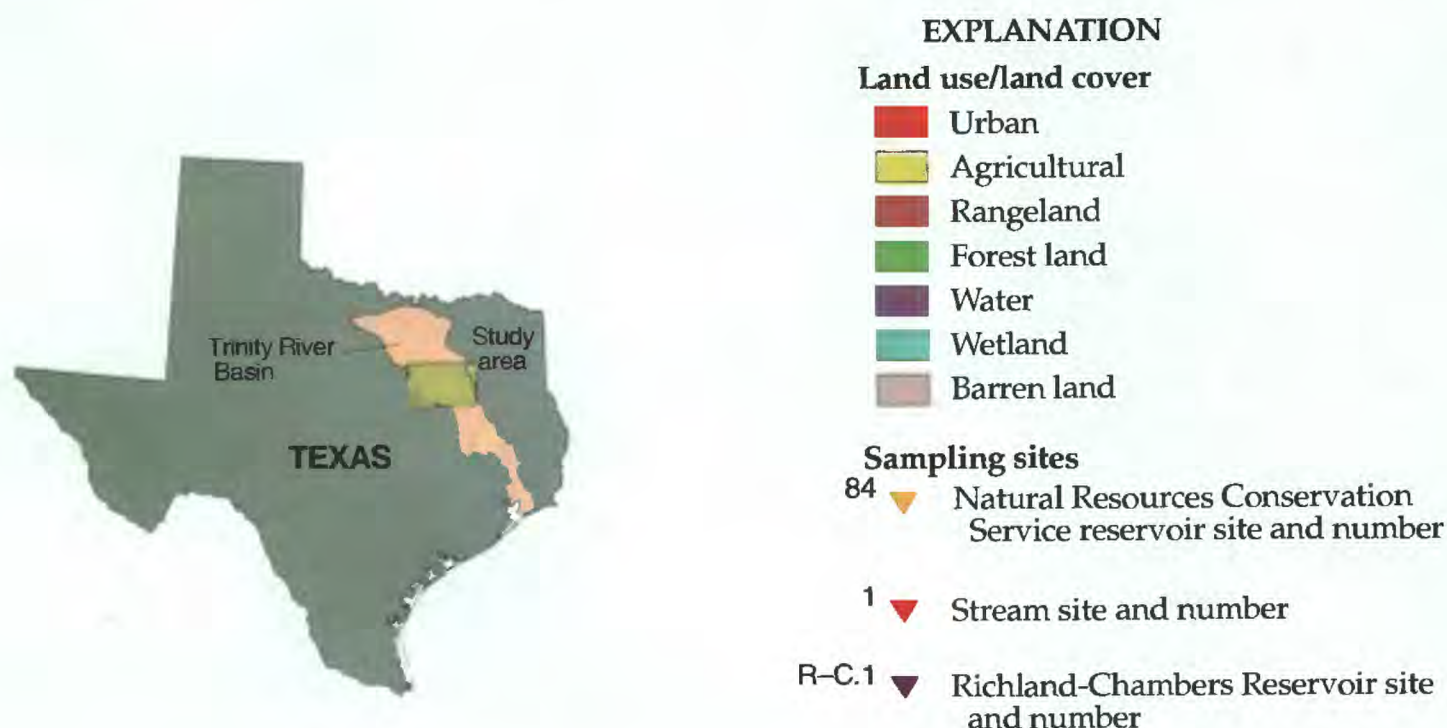 Trinity River
Basin
Study
area
TEXAS
EXPLANATION
Land use/land cover
Urban
Agricultural
Rangeland
Forest land
Water
Wetland
Barren land
Sampling sites
84 Natural Resources Conservation
Service reservoir site and number
1 Stream site and number
R–C.1 Richland-Chambers Reservoir site
and number